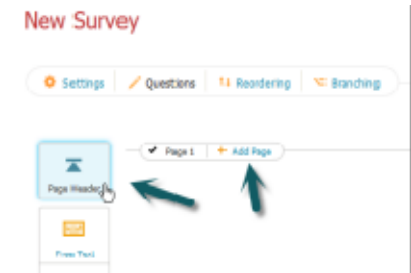 New Survey
Settings Questions Reordering Branching
Page 1 Add Page
Page Header
Free Text